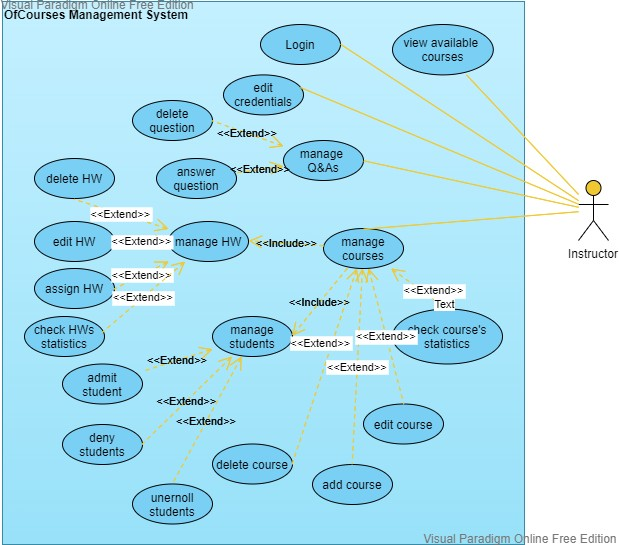 Visual Paradigm Online Free Edition
OfCourses Management System
Login
view available
courses
edit
credentials
delete
question
<<Extend>>
manage
Q&As
answer
question
<<Extend>>
delete HW
<<Extend>>
edit HW
<<Extend>>
manage HW
<<Include>>
manage
courses
Instructor
assign HW
<<Extend>>
<<Extend>>
<<Extend>>
Text
<<Include>>
check HWs
statistics
manage
students
<<Extend>>
<<Extend>>
check course's
statistics
<<Extend>>
<<Extend>>
admit
student
<<Extend>>
<<Extend>>
edit course
deny
students
delete course
add course
unernoll
students
Visual Paradigm Online Free Edition